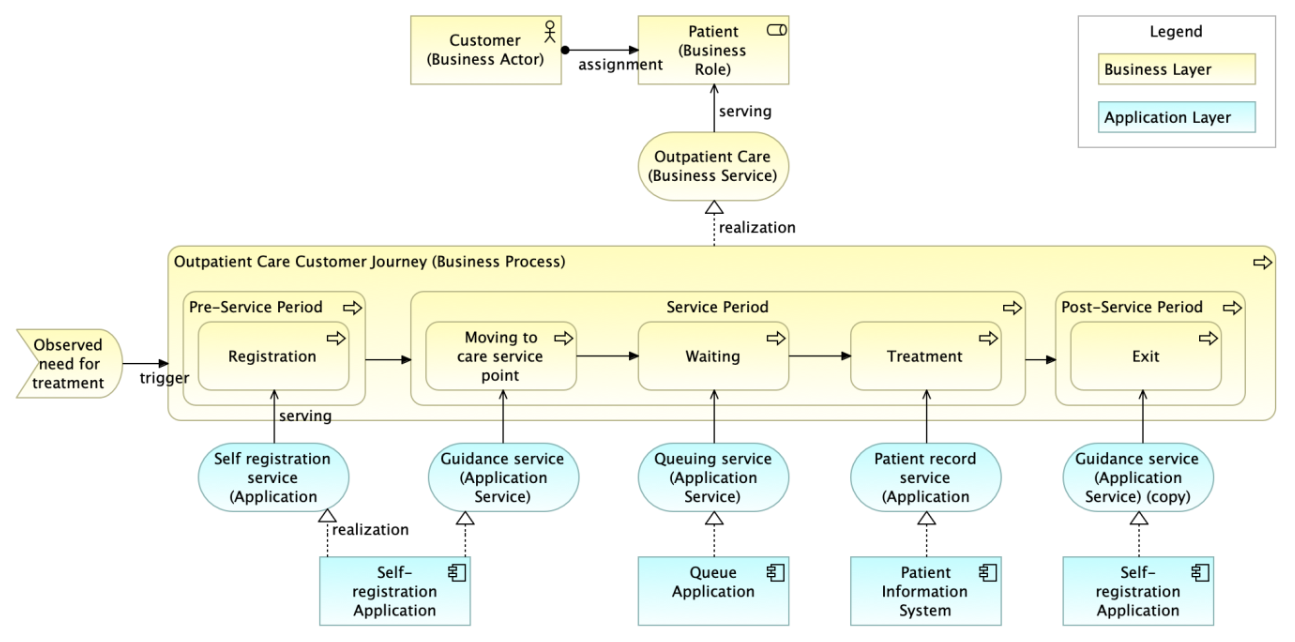 Customer
(Business Actor)
assignment
Patient
(Business
Role)
Legend
Business Layer
Application Layer
serving
Outpatient Care
(Business Service)
realization
Outpatient Care Customer Journey (Business Process)
Observed
need for
treatment
trigger
Pre-Service Period
Registration
Service Period
Moving to
care service
point
Waiting
Treatment
Post-Service Period
Exit
serving
Self registration
service
(Application
Guidance service
(Application
Service)
Queuing service
(Application
Service)
Patient record
service
(Application
Guidance service
(Application
Service) (copy)
realization
Self-
registration
Application
Queue
Application
Patient
Information
System
Self-
registration
Application